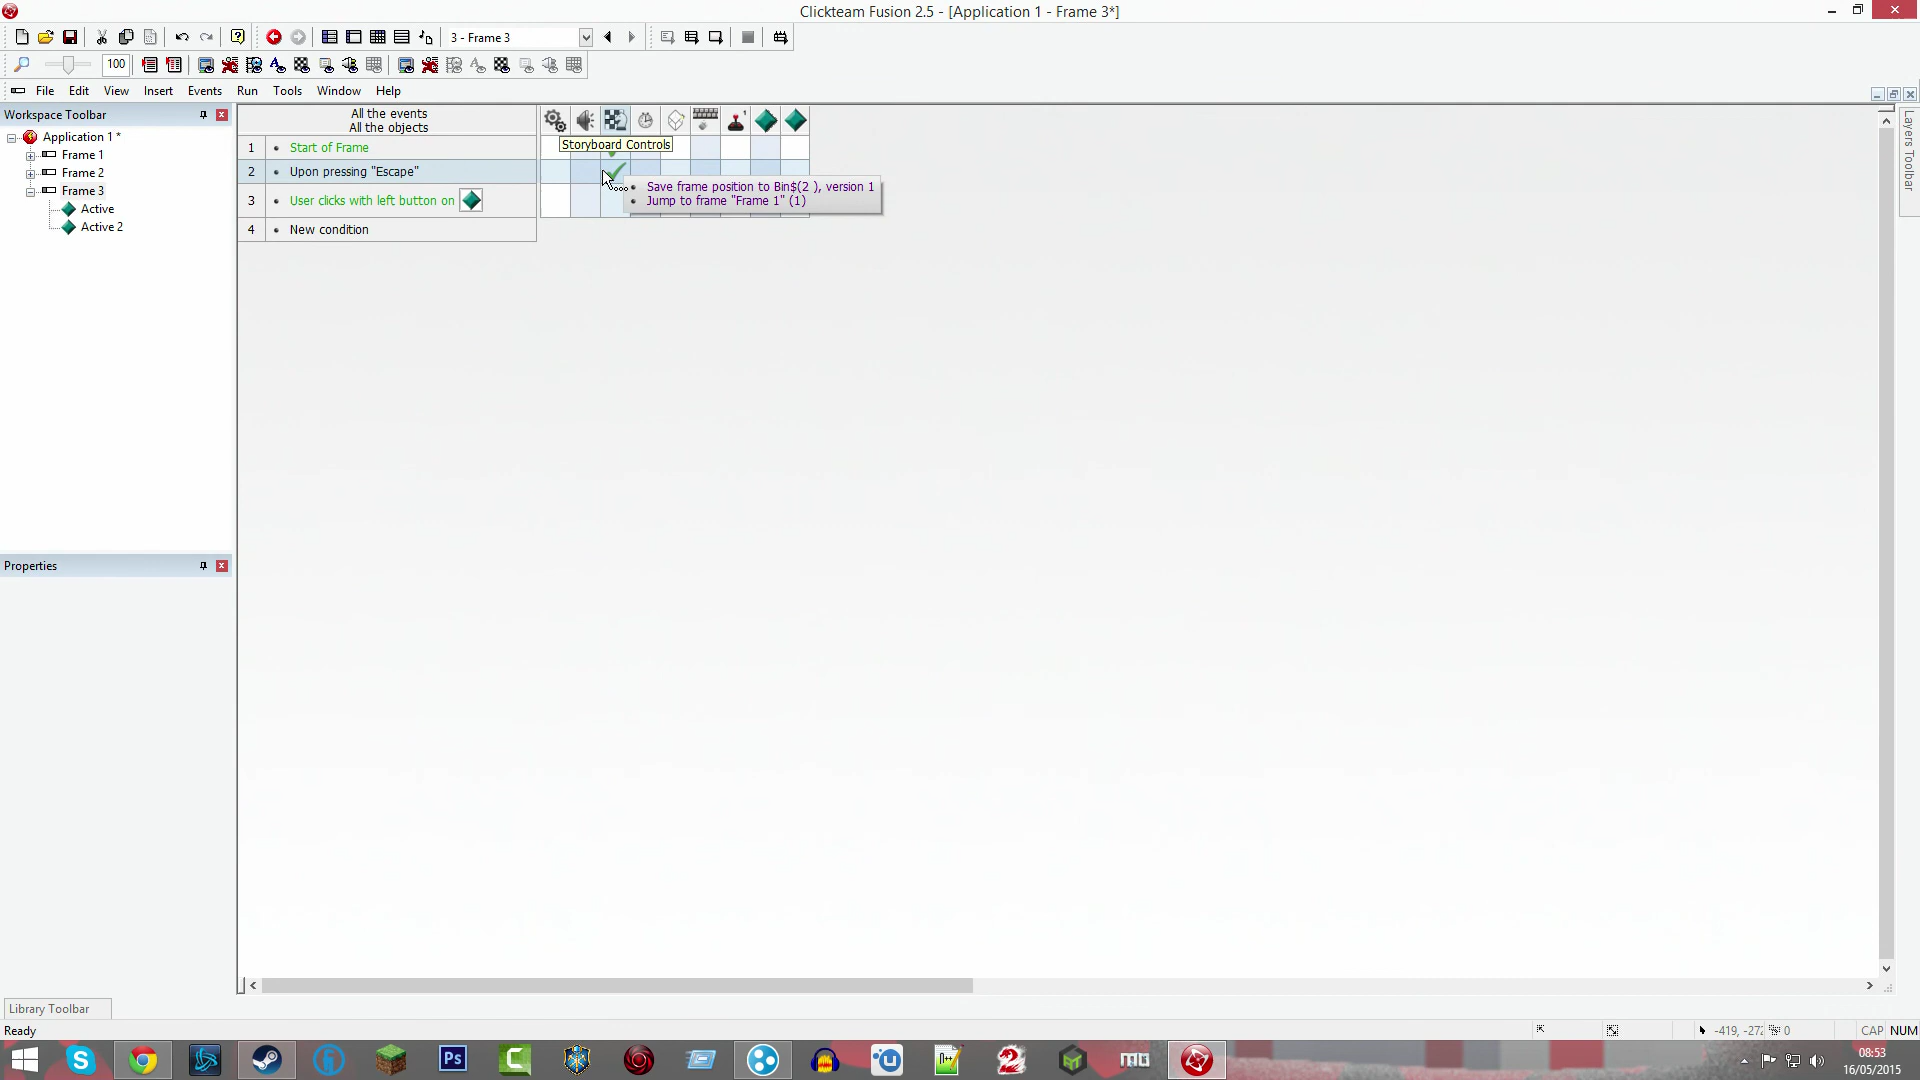 Clickteam Fusion 2.5 - [Application 1 - Frame 3*]
3 - Frame 3
100
File Edit View Insert Events Run Tools Window Help
Workspace Toolbar
Application 1 *
Frame 1
Frame 2
Frame 3
Active
Active 2
All the events
All the objects
Storyboard Controls
1 • Start of Frame
2 • Upon pressing "Escape"
• Save frame position to Bin$(2 ), version 1
• Jump to frame "Frame 1" (1)
3 • User clicks with left button on
4 • New condition
Properties
Layers Toolbar
Library Toolbar
Ready
-419, -272
0
CAP NUM
Ps
08:53
16/05/2015